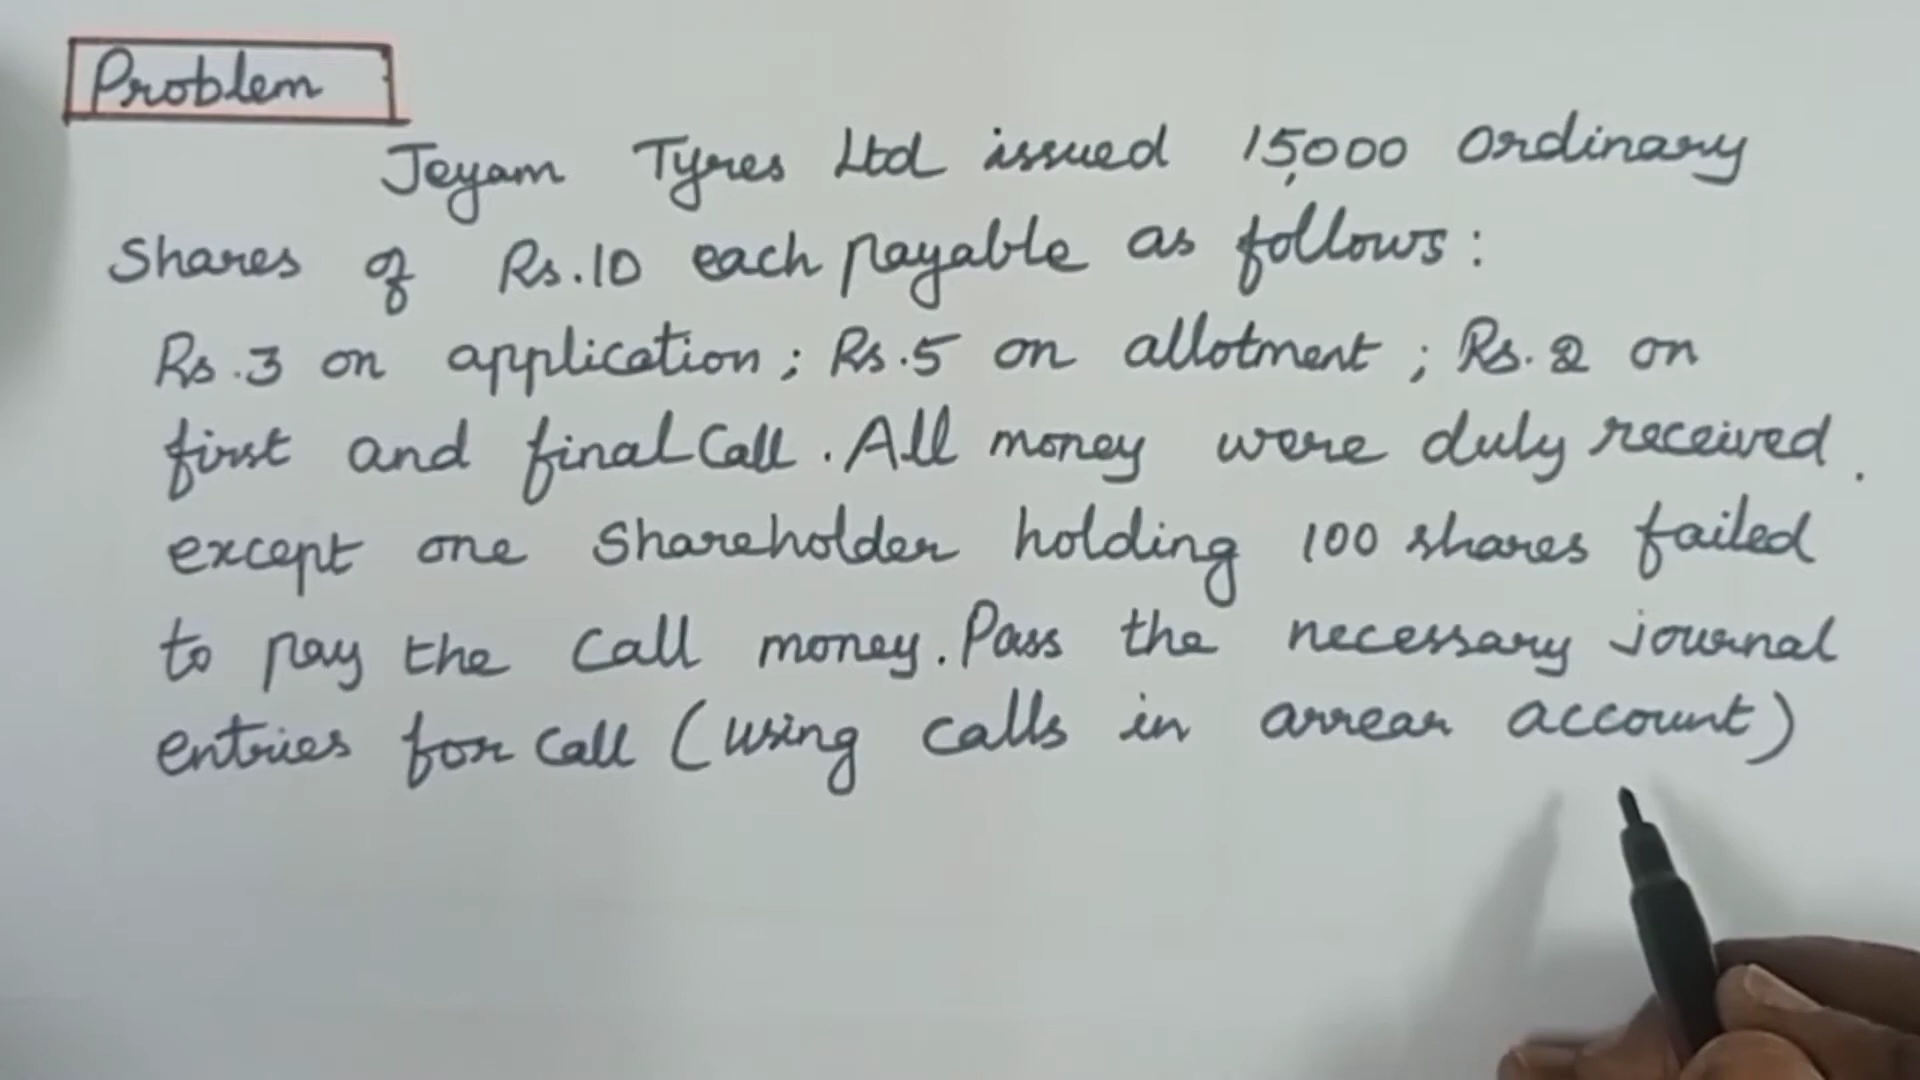 Problem
Jeyam Tyres Ltd issued 15,000 ordinary
Shares of Rs.10 each payable as follows:
Rs.3 on application; Rs.5 on allotment; Rs.2 on
first and final Call. All money were duly received.
except one Shareholder holding 100 shares failed
to pay the Call money. Pass the necessary journal
entries for Call (using calls in arrear account)